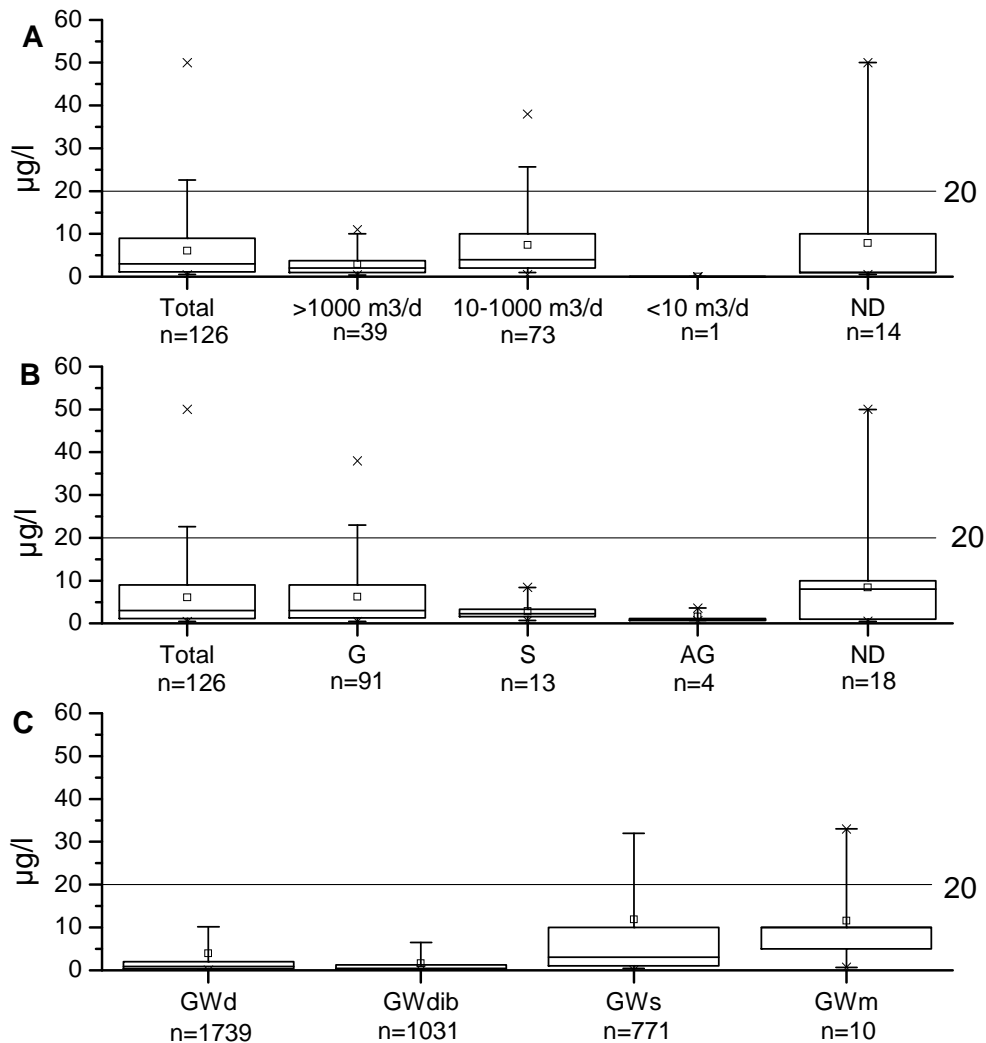 A
60
50
40
30
20
10
0
µg/l
20
Total >1000 m3/d 10-1000 m3/d <10 m3/d ND
n=126 n=39 n=73 n=1 n=14
B
60
50
40
30
20
10
0
µg/l
20
Total G S AG ND
n=126 n=91 n=13 n=4 n=18
C
60
50
40
30
20
10
0
µg/l
20
GWd GWdib GWs GWm
n=1739 n=1031 n=771 n=10